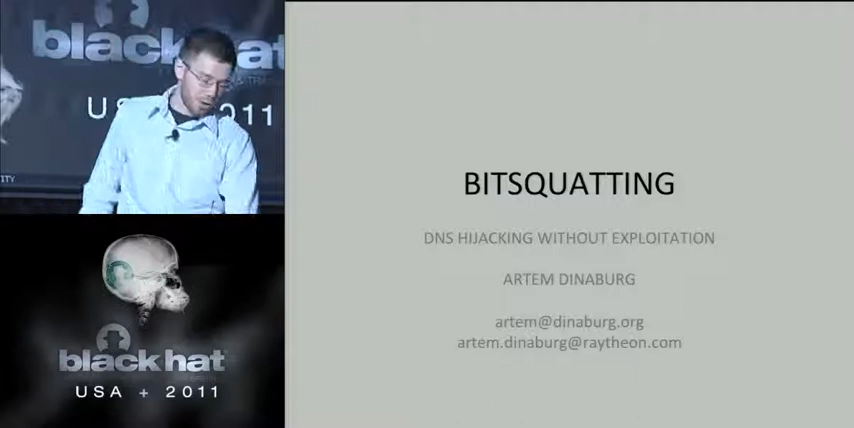 black hat
USA 2011
ITY
BITSQUATTING
DNS HIJACKING WITHOUT EXPLOITATION
ARTEM DINABURG
artem@dinaburg.org
artem.dinaburg@raytheon.com
black hat
USA + 2011